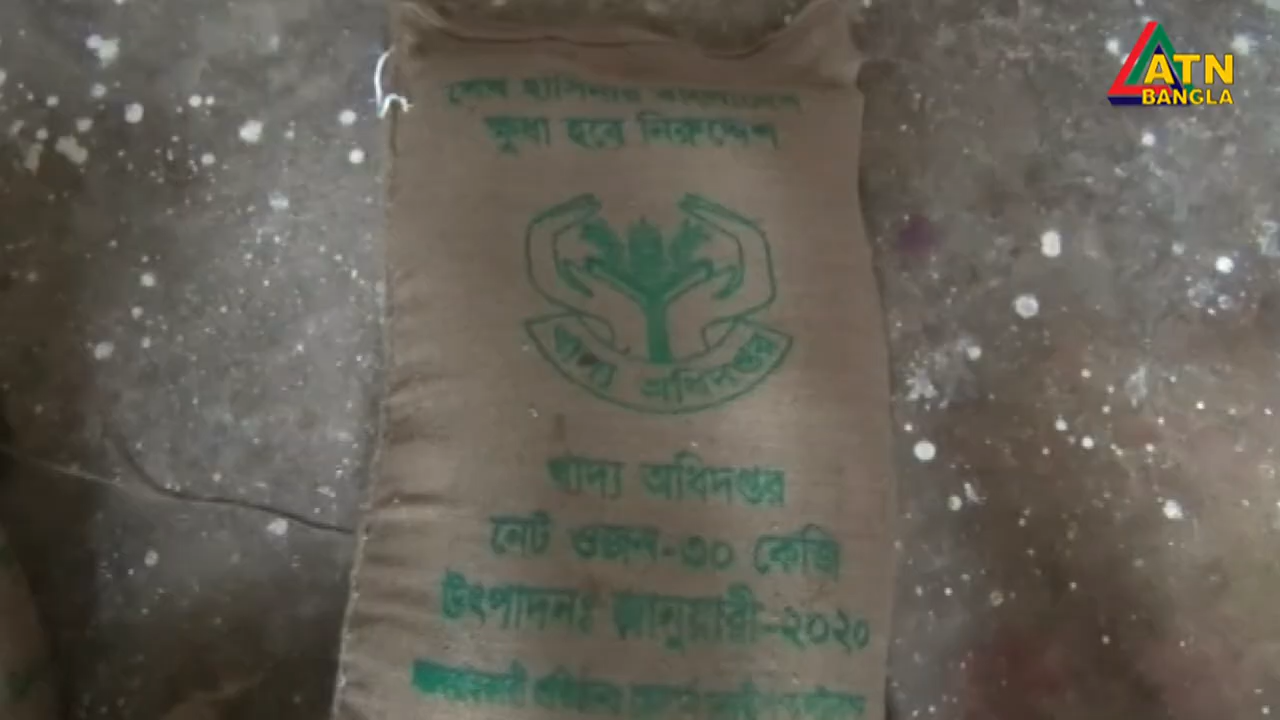 ATN
BANGLA
শেখ হাসিনার
ক্ষুধা হবে নিরুদ্দেশ
খাদ্য অধিদপ্তর
খাদ্য অধিদপ্তর
নেট ওজন-৩০ কেজি
উৎপাদনঃ জানুয়ারী-২০২০